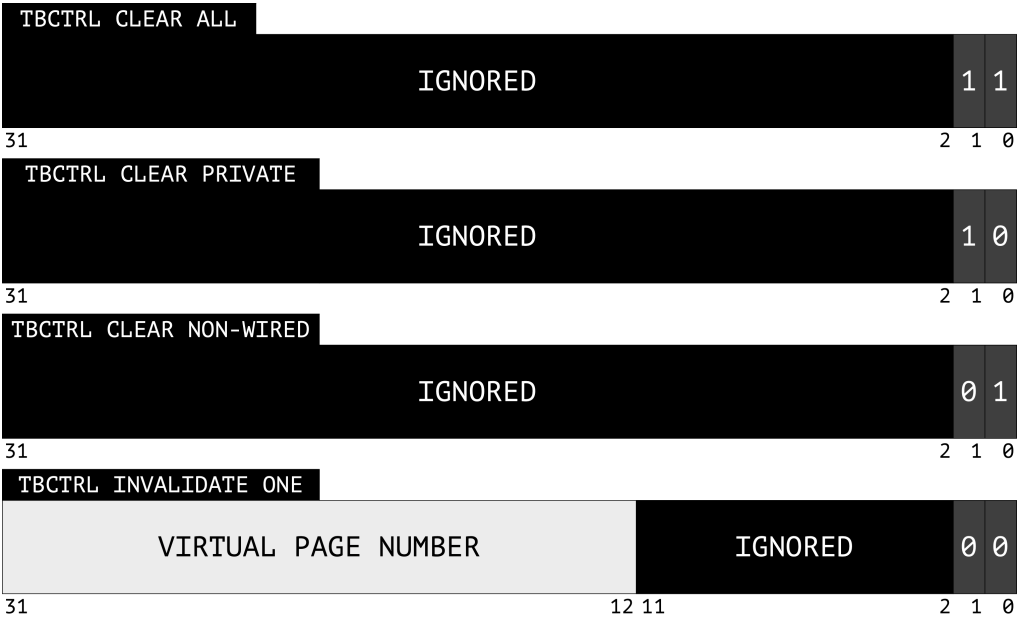 TBCTRL CLEAR ALL
IGNORED 1 1
31 2 1 0
TBCTRL CLEAR PRIVATE
IGNORED 1 0
31 2 1 0
TBCTRL CLEAR NON-WIRED
IGNORED 0 1
31 2 1 0
TBCTRL INVALIDATE ONE
VIRTUAL PAGE NUMBER IGNORED 0 0
31 12 11 2 1 0